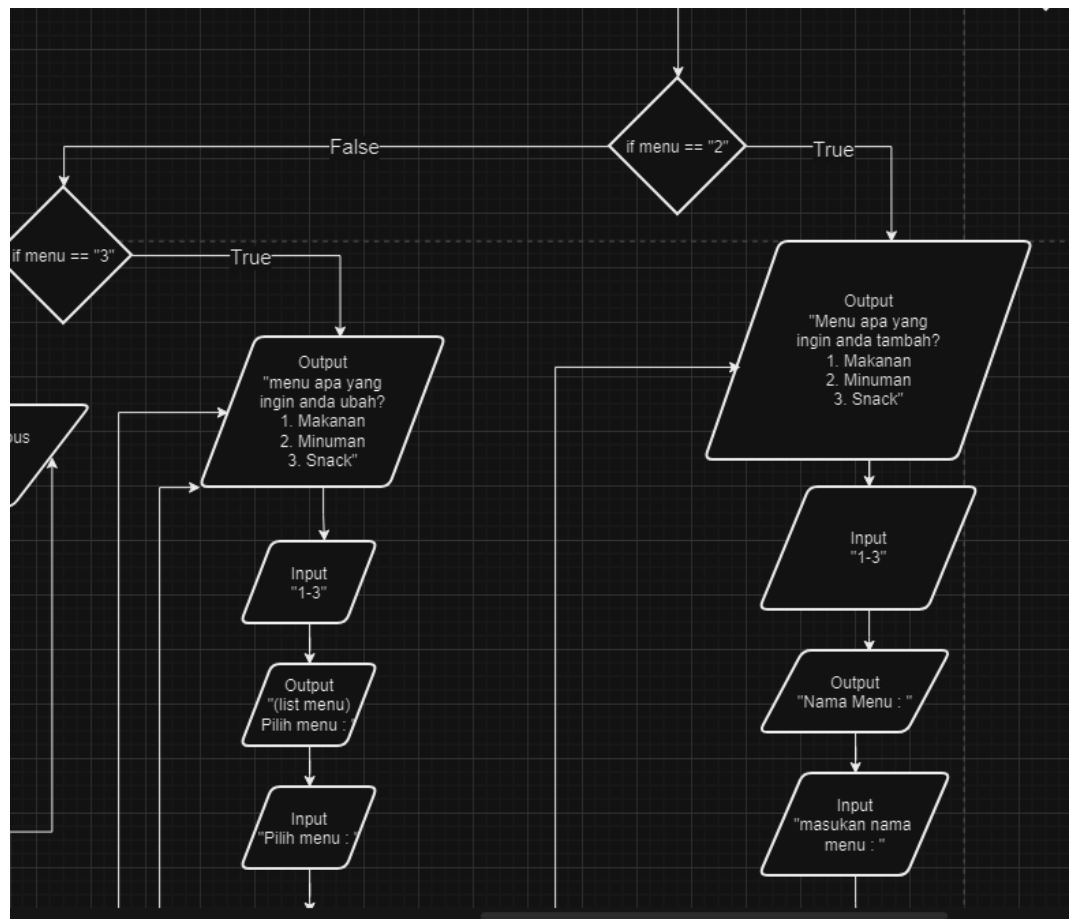 if menu == "2"
False
True
if menu == "3"
True
Output
"Menu apa yang
ingin anda tambah?
1. Makanan
2. Minuman
3. Snack"
Output
"menu apa yang
ingin anda ubah?
1. Makanan
2. Minuman
3. Snack"
Input
"1-3"
Input
"1-3"
Output
"(list menu)
Pilih menu : "
Output
"Nama Menu : "
Input
"Pilih menu : "
Input
"masukan nama
menu : "